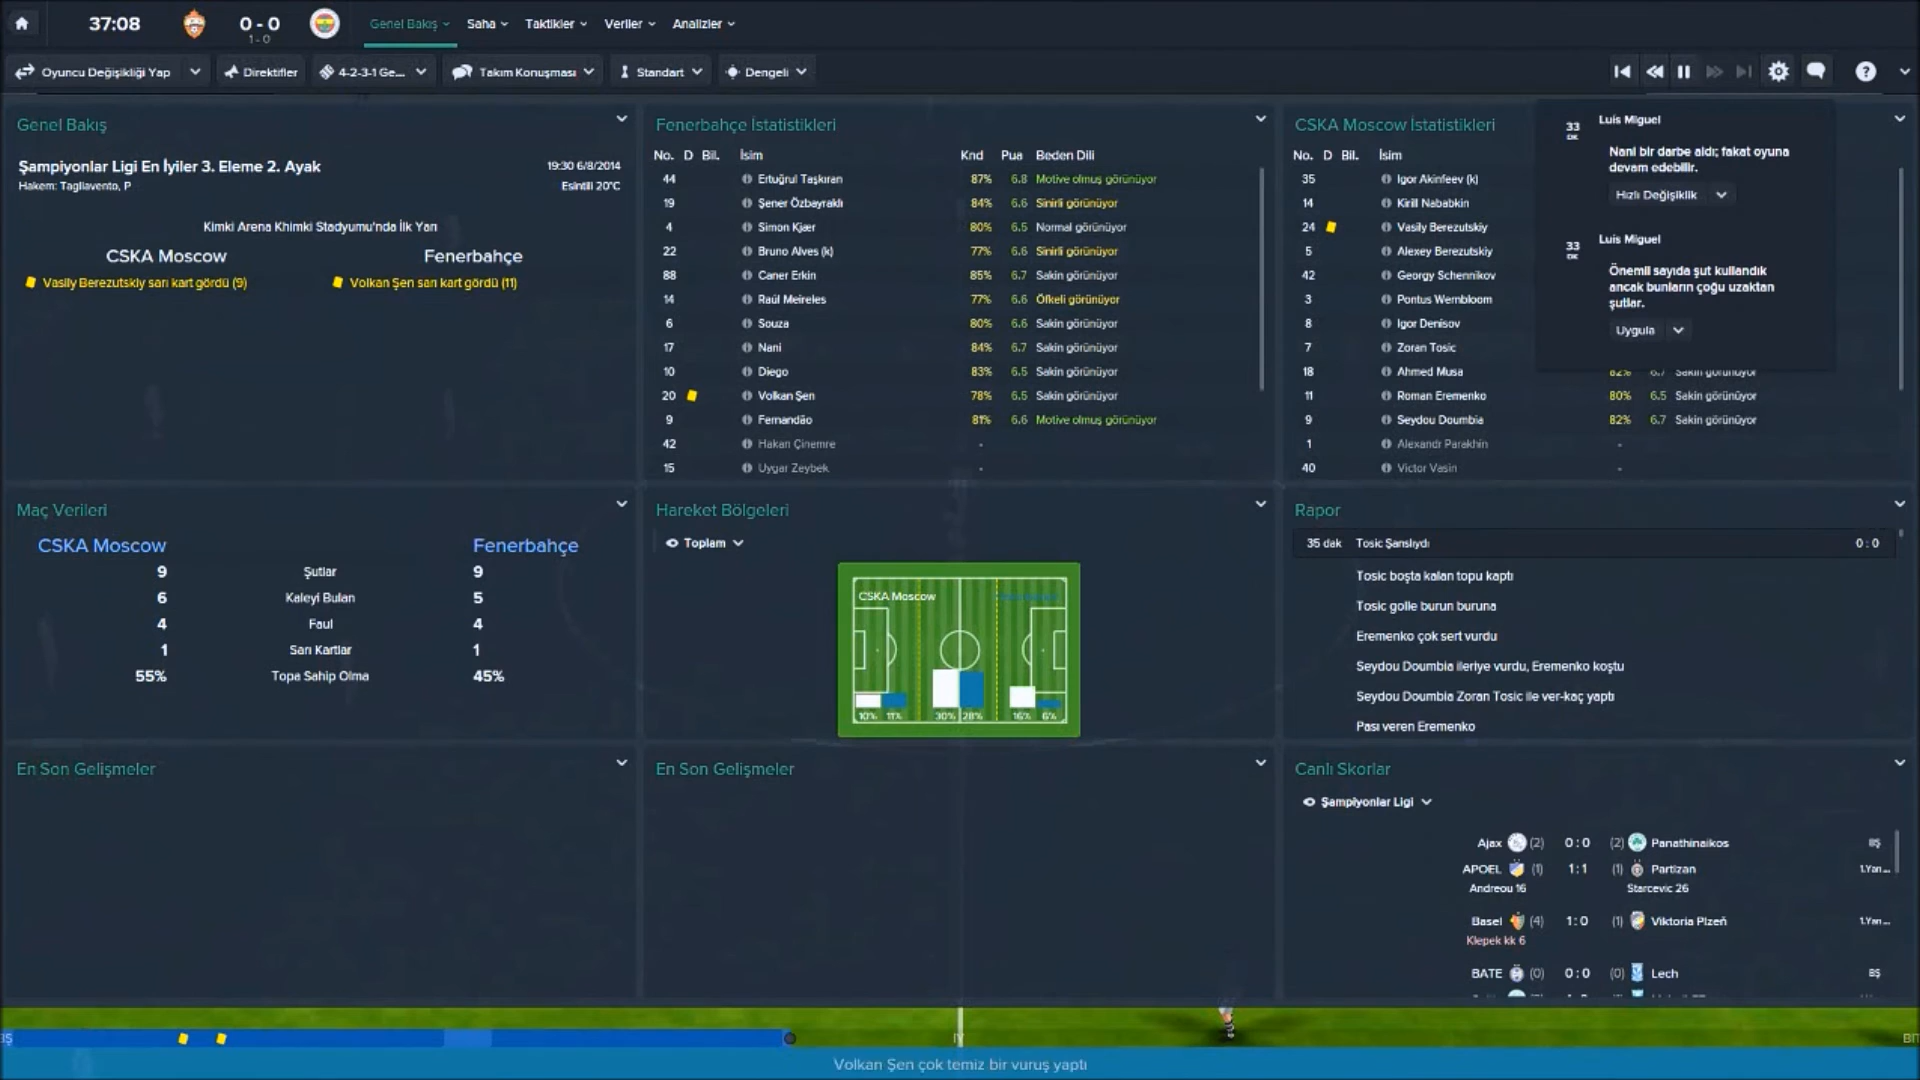 37:08
0 - 0
1 - 0
Genel Bakış
Saha
Taktikler
Veriler
Analizler
Oyuncu Değişikliği Yap
Direktifler
4-2-3-1 Ge...
Takım Konuşması
Standart
Dengeli
Genel Bakış
Şampiyonlar Ligi En İyiler 3. Eleme 2. Ayak
19:30 6/8/2014
Hakem: Tagliavento, P
Esintili 20°C
Kimki Arena Khimki Stadyumu'nda İlk Yarı
CSKA Moscow
Fenerbahçe
Vasily Berezutskiy sarı kart gördü (9)
Volkan Şen sarı kart gördü (11)
Fenerbahçe İstatistikleri
No. D Bil. İsim Knd Pua Beden Dili
44 Ertuğrul Taşkıran 87% 6.8 Motive olmuş görünüyor
19 Şener Özbayraklı 84% 6.6 Sinirli görünüyor
4 Simon Kjær 80% 6.5 Normal görünüyor
22 Bruno Alves (k) 77% 6.6 Sinirli görünüyor
88 Caner Erkin 85% 6.7 Sakin görünüyor
14 Raúl Meireles 77% 6.6 Öfkeli görünüyor
6 Souza 80% 6.6 Sakin görünüyor
17 Nani 84% 6.7 Sakin görünüyor
10 Diego 83% 6.5 Sakin görünüyor
20 Volkan Şen 78% 6.5 Sakin görünüyor
9 Fernandão 81% 6.6 Motive olmuş görünüyor
42 Hakan Çinemre -
15 Uygar Zeybek -
CSKA Moscow İstatistikleri
No. D Bil. İsim
35 Igor Akinfeev (k)
14 Kirill Nababkin
24 Vasily Berezutskiy
5 Alexey Berezutskiy
42 Georgy Schennikov
3 Pontus Wernbloom
8 Igor Denisov
7 Zoran Tosic
18 Ahmed Musa 82% 6.7 Sakin görünüyor
11 Roman Eremenko 80% 6.5 Sakin görünüyor
9 Seydou Doumbia 82% 6.7 Sakin görünüyor
1 Alexandr Parakhin -
40 Victor Vasin -
33 DK
Luís Miguel
Nani bir darbe aldı; fakat oyuna
devam edebilir.
Hızlı Değişiklik
33 DK
Luís Miguel
Önemli sayıda şut kullandık
ancak bunların çoğu uzaktan
şutlar.
Uygula
Maç Verileri
CSKA Moscow
Fenerbahçe
9 Şutlar 9
6 Kaleyi Bulan 5
4 Faul 4
1 Sarı Kartlar 1
55% Topa Sahip Olma 45%
Hareket Bölgeleri
Toplam
CSKA Moscow
10% 11% 30% 28% 16% 6%
Rapor
35 dak Tosic Şanslıydı 0 : 0
Tosic boşta kalan topu kaptı
Tosic golle burun buruna
Eremenko çok sert vurdu
Seydou Doumbia ileriye vurdu, Eremenko koştu
Seydou Doumbia Zoran Tosic ile ver-kaç yaptı
Pası veren Eremenko
En Son Gelişmeler
En Son Gelişmeler
Canlı Skorlar
Şampiyonlar Ligi
Ajax (2) 0 : 0 (2) Panathinaikos BŞ
APOEL (1) 1:1 (1) Partizan 1.Yarı...
Andreou 16 Starcevic 26
Basel (4) 1:0 (1) Viktoria Plzeň 1.Yarı...
Klepek kk 6
BATE (0) 0 : 0 (0) Lech BŞ
İY
Volkan Şen çok temiz bir vuruş yaptı